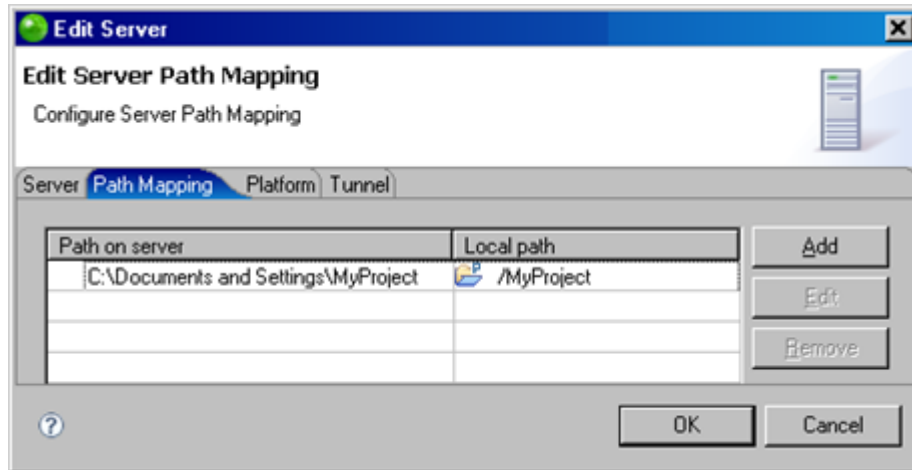 Edit Server
Edit Server Path Mapping
Configure Server Path Mapping
Server Path Mapping Platform Tunnel
Path on server Local path Add
C:\Documents and Settings\MyProject /MyProject
Edit
Remove
? OK Cancel